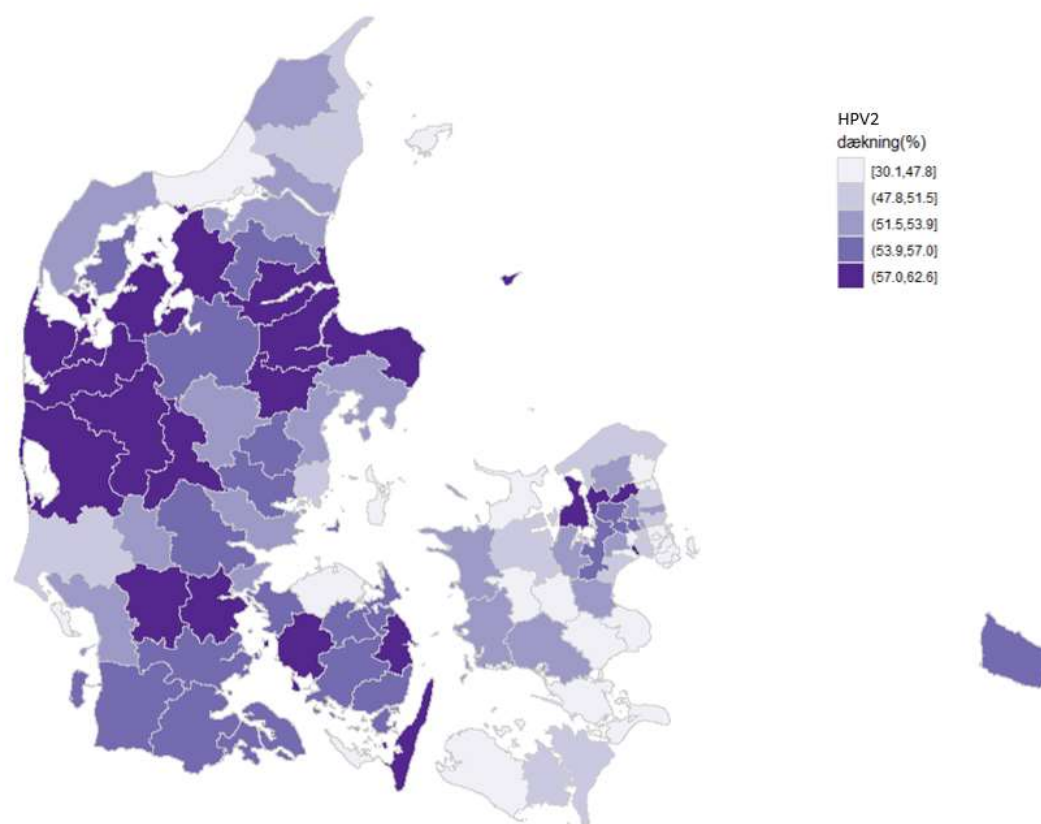 HPV2
dækning(%)
[30.1,47.8]
(47.8,51.5]
(51.5,53.9]
(53.9,57.0]
(57.0,62.6]